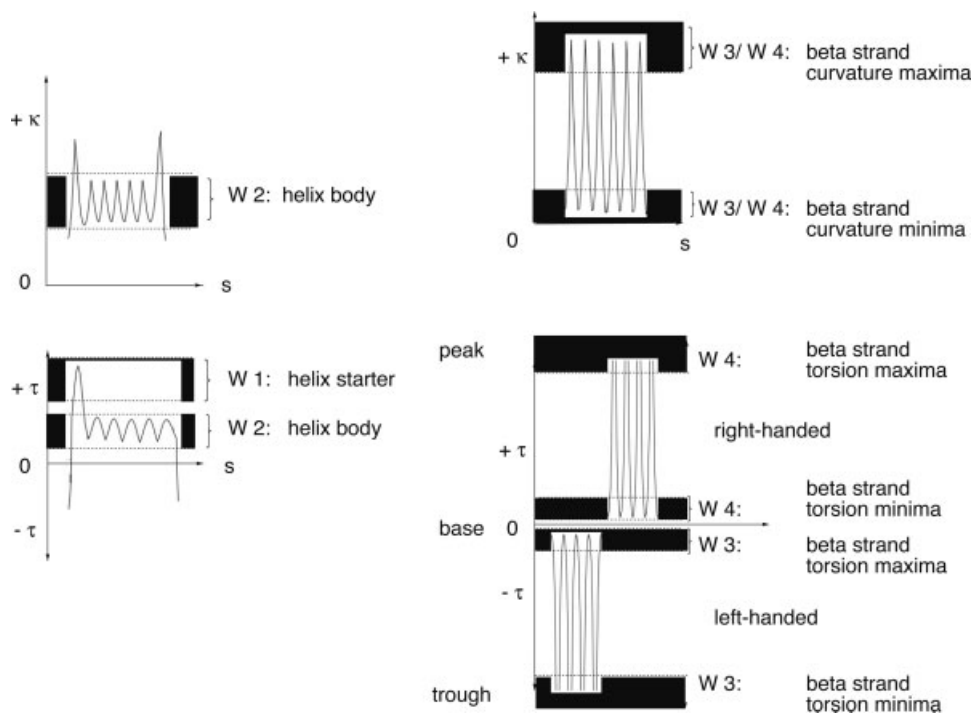 + κ
W 2: helix body
0
s
+ κ
W 3/ W 4: beta strand
curvature maxima
W 3/ W 4: beta strand
curvature minima
0
s
+ τ
W 1: helix starter
W 2: helix body
0
s
- τ
peak
W 4: beta strand
torsion maxima
right-handed
+ τ
W 4: beta strand
torsion minima
base
0
W 3: beta strand
torsion maxima
- τ
left-handed
trough
W 3: beta strand
torsion minima